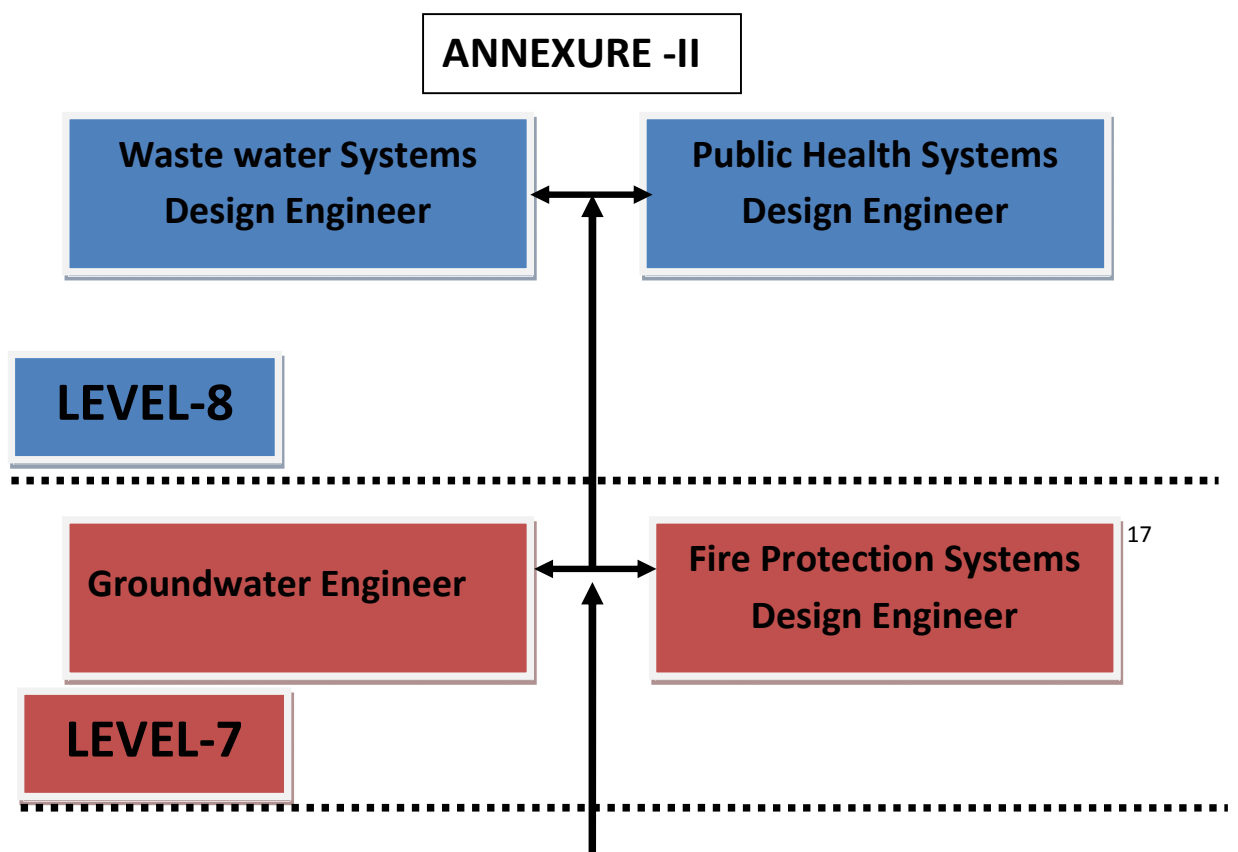 ANNEXURE -II
Waste water Systems
Design Engineer
Public Health Systems
Design Engineer
LEVEL-8
Groundwater Engineer
Fire Protection Systems
Design Engineer
17
LEVEL-7